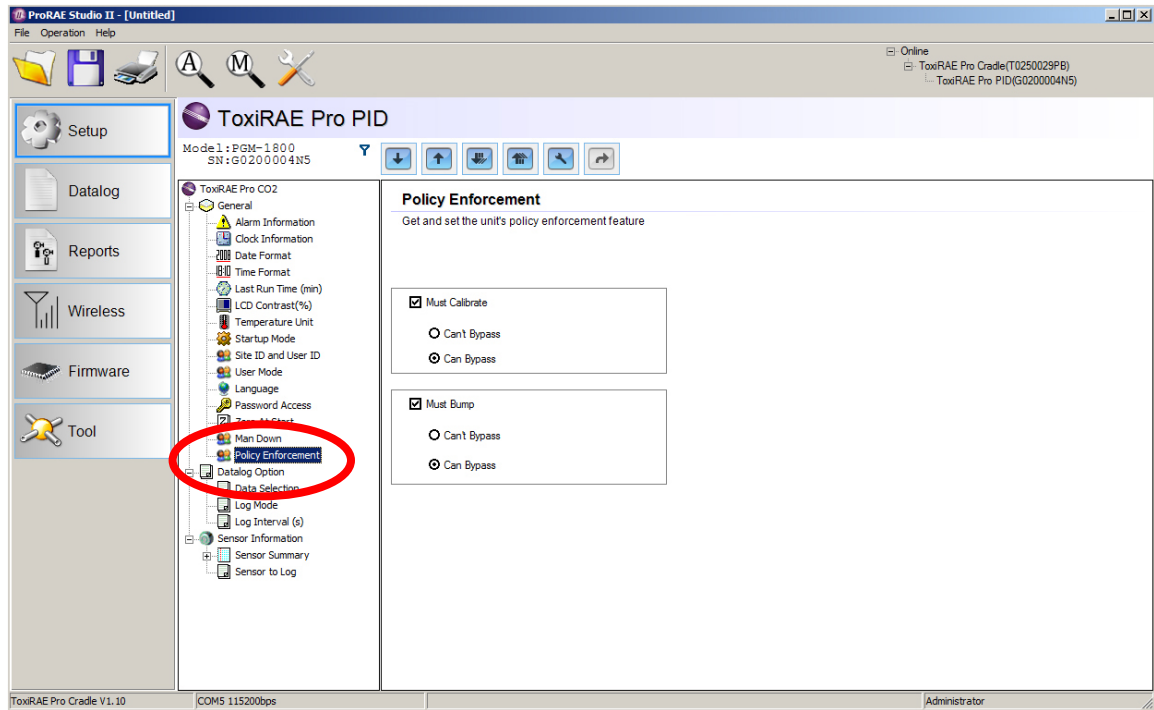 ProRAE Studio II - [Untitled]
File Operation Help
A M
Online
ToxiRAE Pro Cradle(T0250029PB)
ToxiRAE Pro PID(G0200004N5)
Setup
Datalog
Reports
Wireless
Firmware
Tool
ToxiRAE Pro PID
Model:PGM-1800
SN:G0200004N5
ToxiRAE Pro CO2
General
Alarm Information
Clock Information
Date Format
Time Format
Last Run Time (min)
LCD Contrast(%)
Temperature Unit
Startup Mode
Site ID and User ID
User Mode
Language
Password Access
Zero At Start
Man Down
Policy Enforcement
Datalog Option
Data Selection
Log Mode
Log Interval (s)
Sensor Information
Sensor Summary
Sensor to Log
Policy Enforcement
Get and set the unit's policy enforcement feature
Must Calibrate
Can't Bypass
Can Bypass
Must Bump
Can't Bypass
Can Bypass
ToxiRAE Pro Cradle V1.10
COM5 115200bps
Administrator